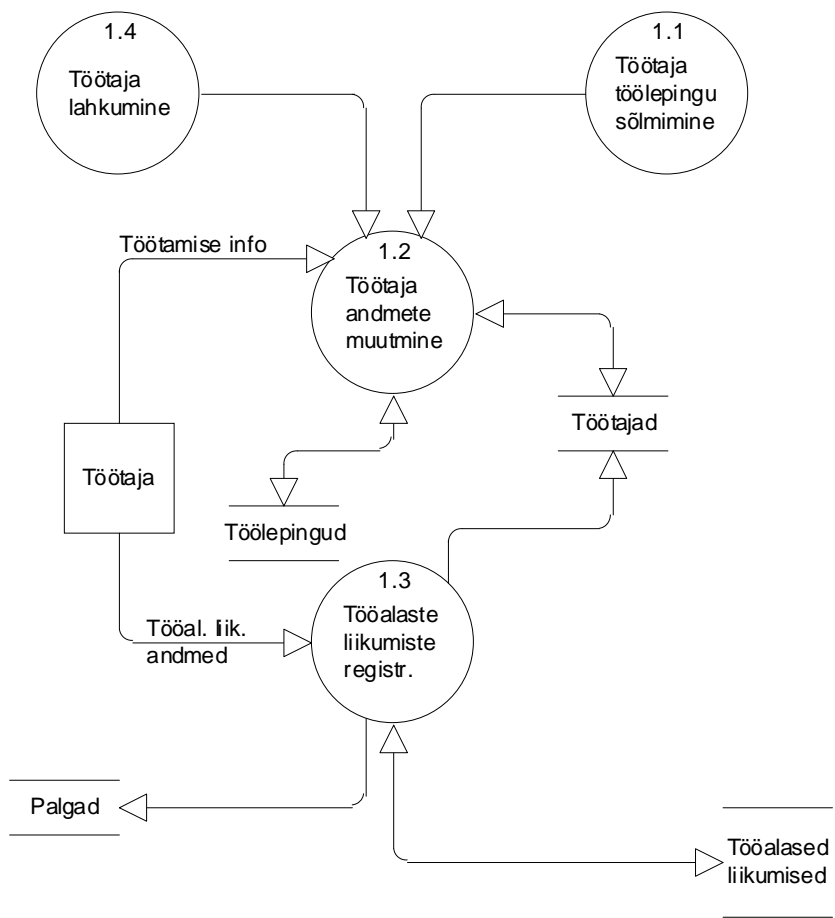 1.4
Töötaja
lahkumine
1.1
Töötaja
töölepingu
sõlmimine
Töötamise info
1.2
Töötaja
andmete
muutmine
Töötajad
Töötaja
Töölepingud
1.3
Tööalaste
liikumiste
registr.
Tööal. liik.
andmed
Palgad
Tööalased
liikumised